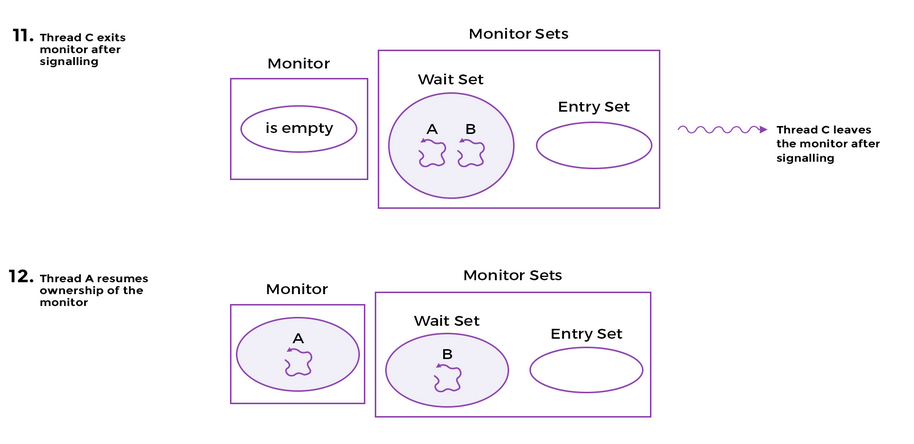 11. Thread C exits
monitor after
signalling
Monitor Sets
Monitor
Wait Set
Entry Set
is empty
A B
Thread C leaves
the monitor after
signalling
12. Thread A resumes
ownership of the
monitor
Monitor Sets
Monitor
Wait Set
Entry Set
A
B